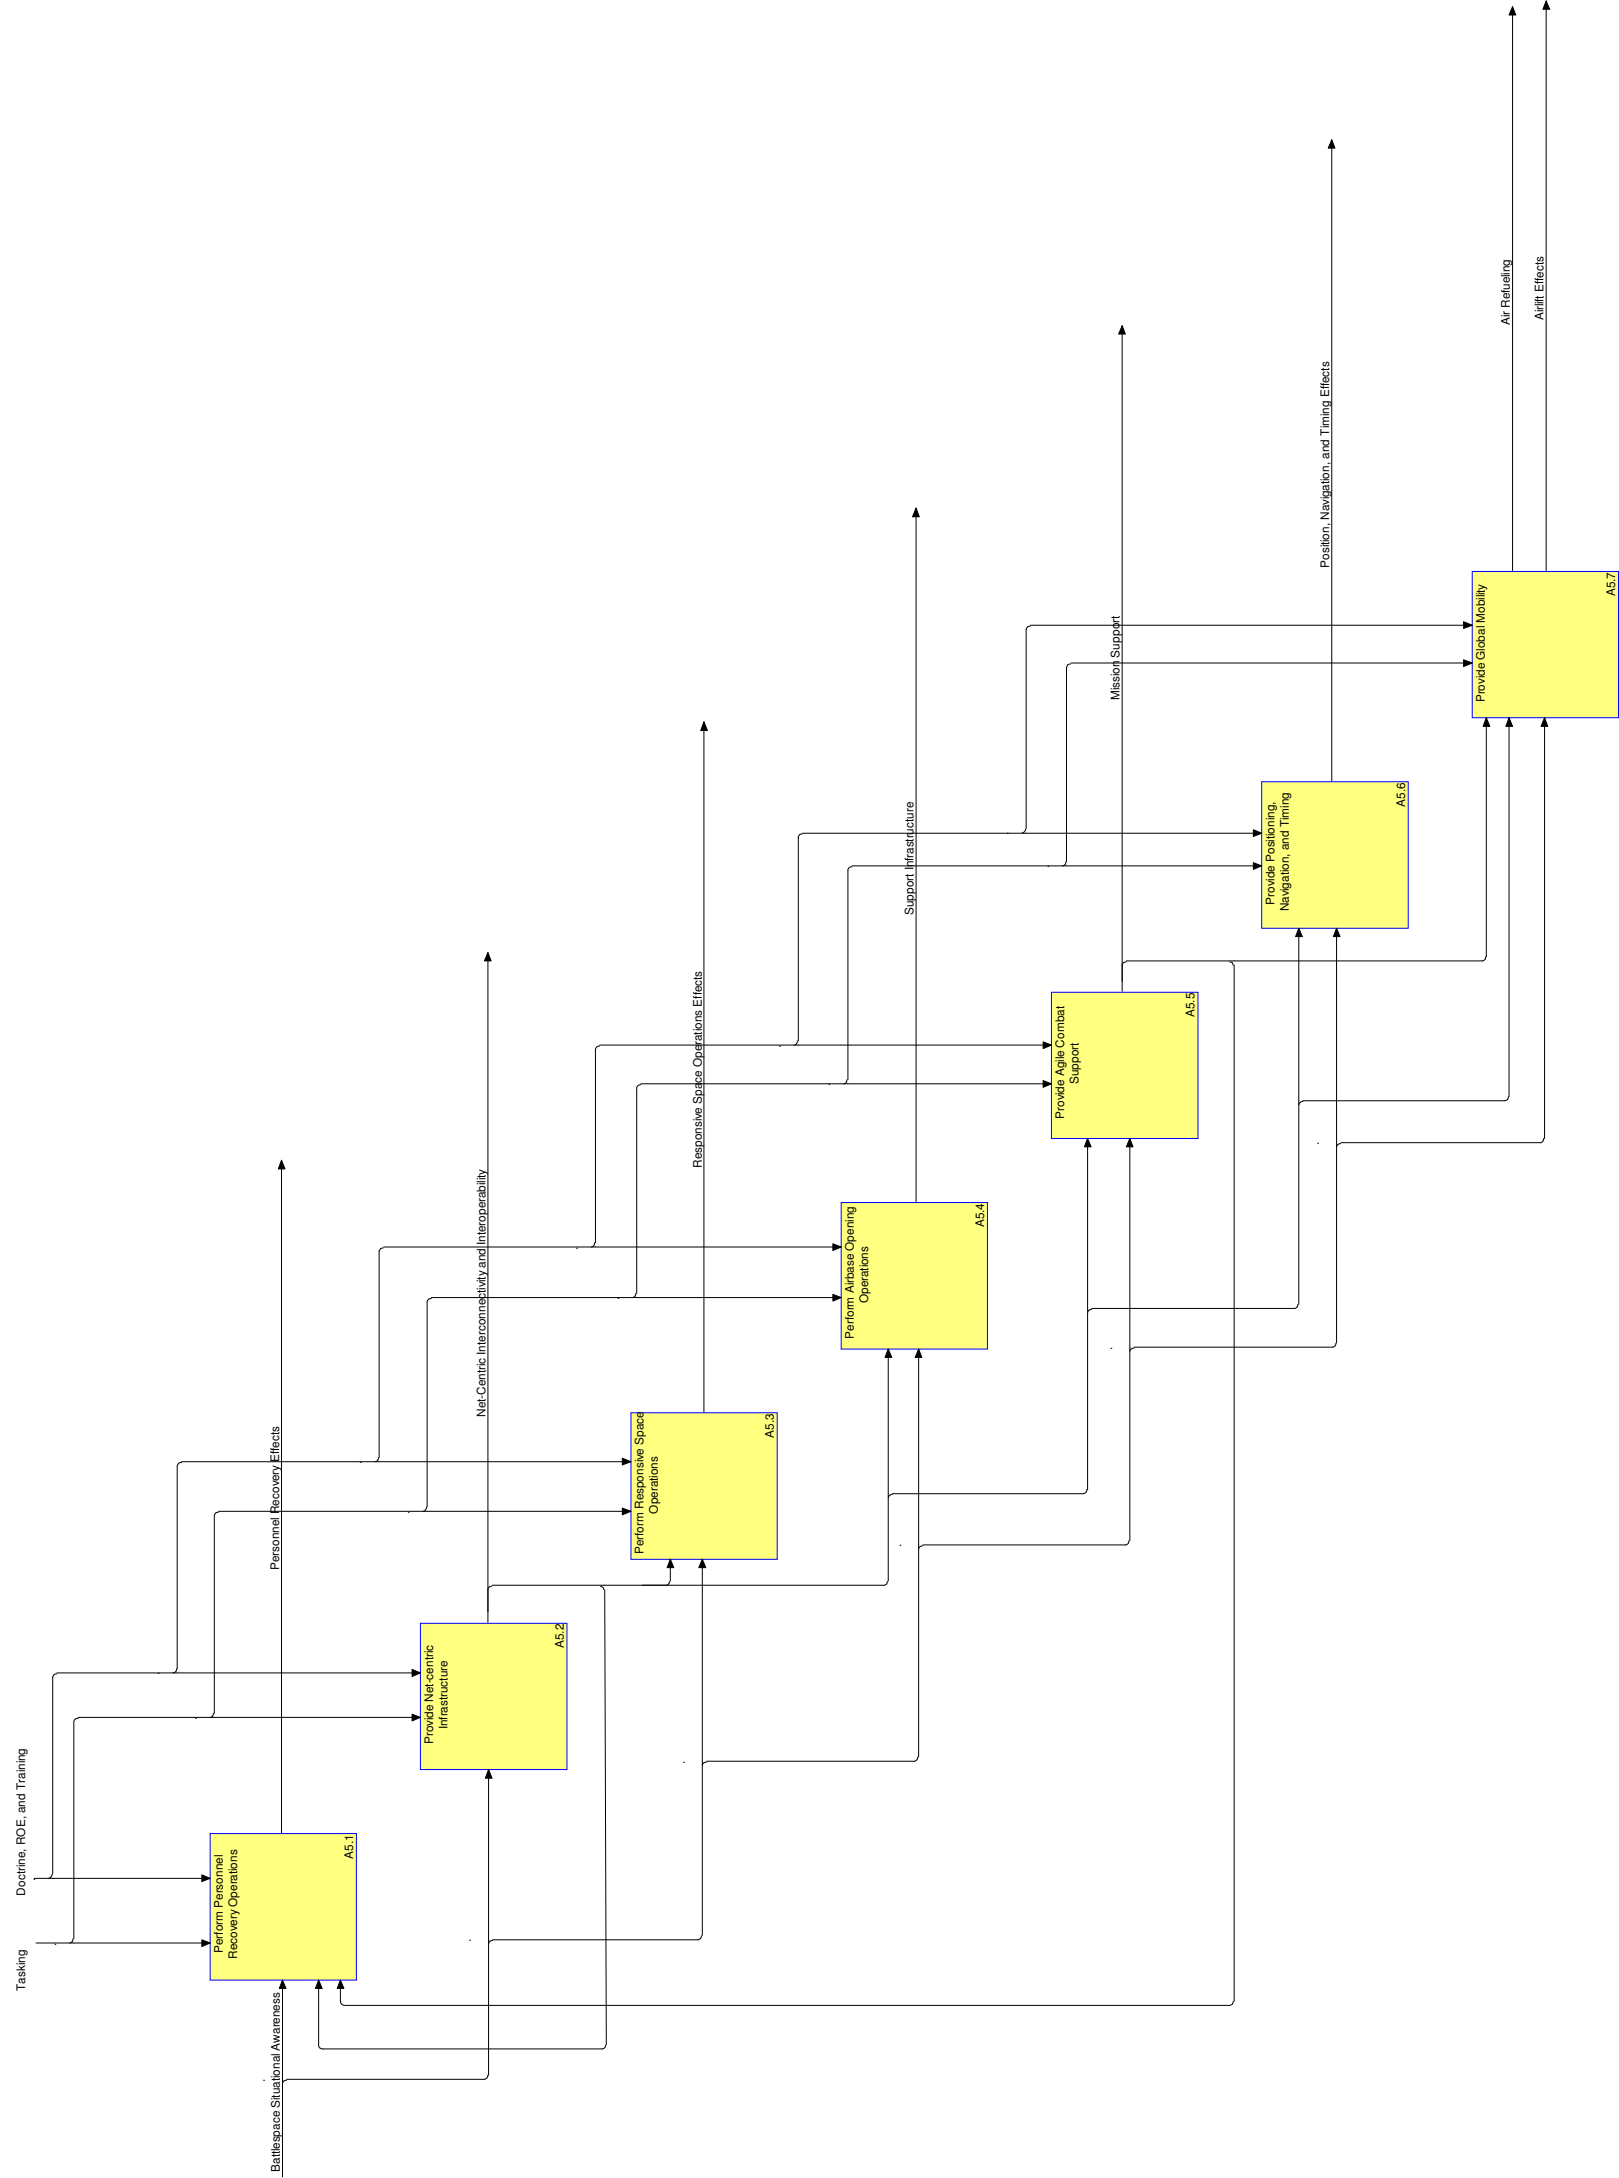 Tasking
Doctrine, ROE, and Training
Battlespace Situational Awareness
Perform Personnel
Recovery Operations
A5.1
Personnel Recovery Effects
Provide Net-centric
Infrastructure
A5.2
Net-Centric Interconnectivity and Interoperability
Perform Responsive Space
Operations
A5.3
Responsive Space Operations Effects
Perform Airbase Opening
Operations
A5.4
Support Infrastructure
Provide Agile Combat
Support
A5.5
Mission Support
Provide Positioning,
Navigation, and Timing
A5.6
Position, Navigation, and Timing Effects
Provide Global Mobility
A5.7
Air Refueling
Airlift Effects